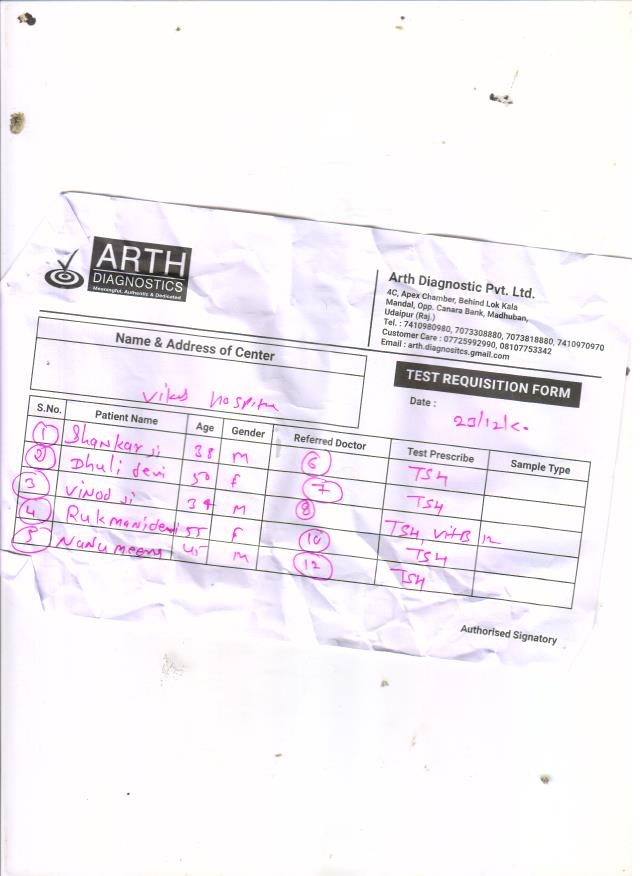 ARTH
DIAGNOSTICS
Meaningful, Authentic & Dedicated
Arth Diagnostic Pvt. Ltd.
4C, Apex Chamber, Behind Lok Kala
Mandal, Opp. Canara Bank, Madhuban,
Udaipur (Raj.)
Tel. : 7410980980, 7073308880, 7073818880, 7410970970
Customer Care : 07725992990, 08107753342
Email : arth.diagnositcs.gmail.com
Name & Address of Center
TEST REQUISITION FORM
Vikas Hospital
Date : 23/12/
S.No. Patient Name Age Gender Referred Doctor Test Prescribe Sample Type
1 Shankar ji 38 M 6 TSH
2 Dhuli devi 50 F 7 TSH
3 Vinod ji 34 M 8 TSH, VitB 12
4 Rukmanidevi 55 F 10 TSH
5 Nanu meena 45 M 12 TSH
Authorised Signatory